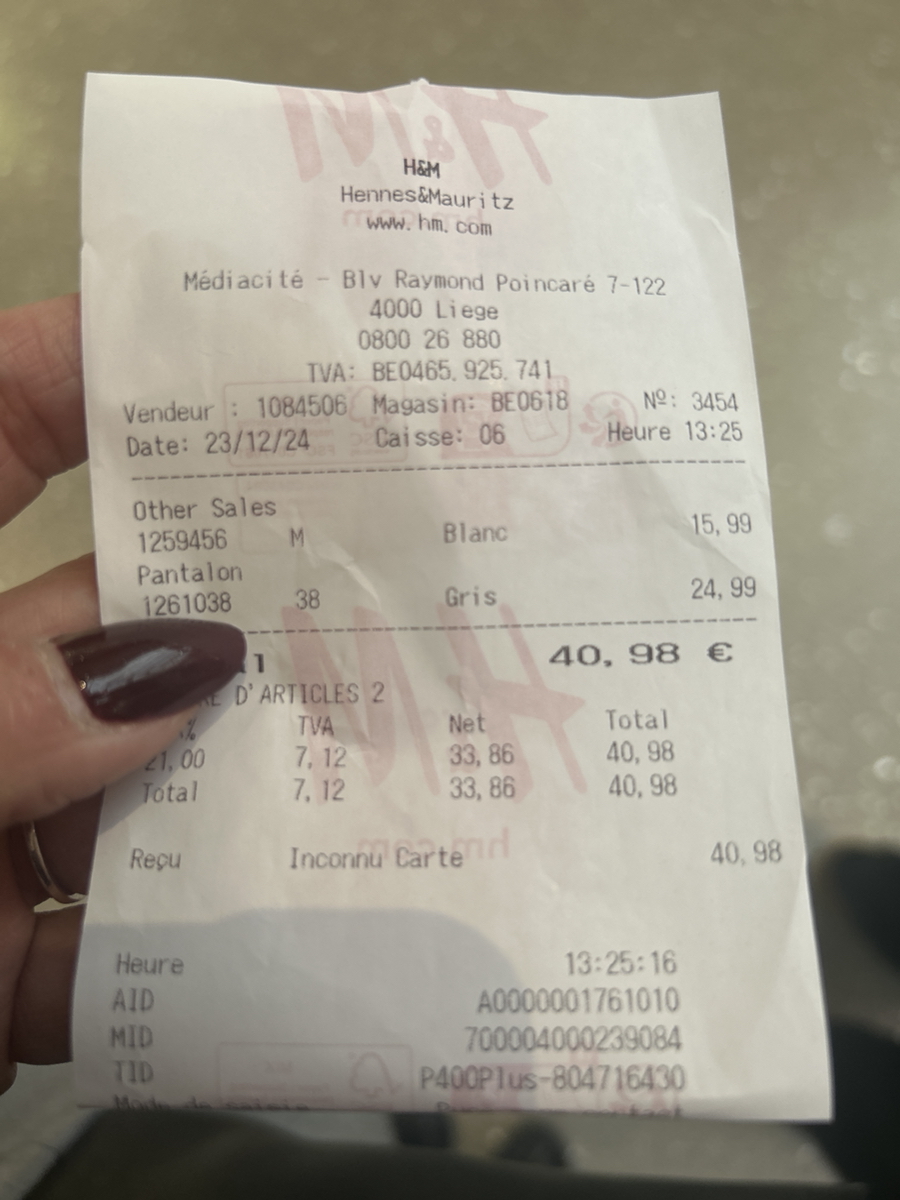 H&M
Hennes&Mauritz
www.hm.com
Médiacité - Blv Raymond Poincaré 7-122
4000 Liege
0800 26 880
TVA: BE0465.925.741
Vendeur : 1084506 Magasin: BE0618 Nº: 3454
Date: 23/12/24 Caisse: 06 Heure 13:25
Other Sales
1259456 M Blanc 15,99
Pantalon
1261038 38 Gris 24,99
40,98 €
D'ARTICLES 2
% TVA Net Total
21,00 7,12 33,86 40,98
Total 7,12 33,86 40,98
Reçu Inconnu Carte 40,98
Heure 13:25:16
AID A0000001761010
MID 700004000239084
TID P400Plus-804716430